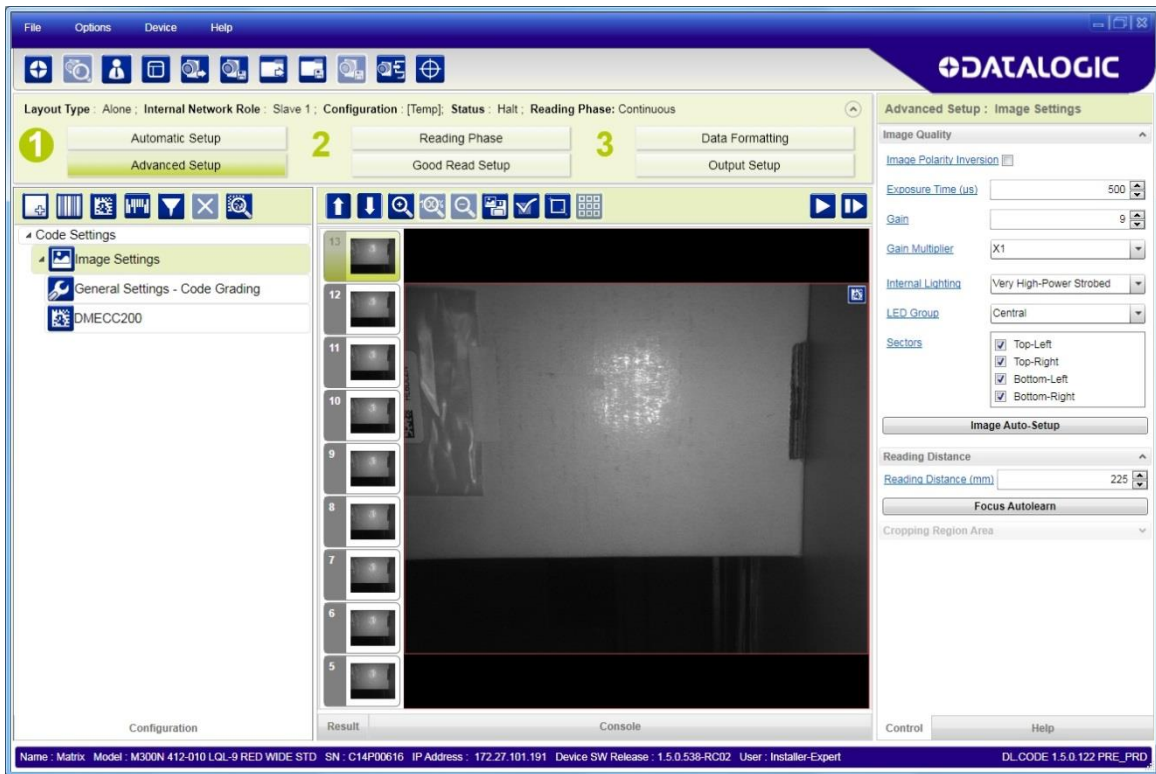 File Options Device Help
DATALOGIC
Layout Type : Alone ; Internal Network Role : Slave 1 ; Configuration : [Temp]; Status : Halt ; Reading Phase: Continuous
1 Automatic Setup
Advanced Setup
2 Reading Phase
Good Read Setup
3 Data Formatting
Output Setup
Code Settings
Image Settings
General Settings - Code Grading
DMECC200
Configuration
100%
13
12
11
10
9
8
7
6
5
Result Console
Advanced Setup : Image Settings
Image Quality
Image Polarity Inversion
Exposure Time (us) 500
Gain 9
Gain Multiplier X1
Internal Lighting Very High-Power Strobed
LED Group Central
Sectors Top-Left
Top-Right
Bottom-Left
Bottom-Right
Image Auto-Setup
Reading Distance
Reading Distance (mm) 225
Focus Autolearn
Cropping Region Area
Control Help
Name : Matrix Model : M300N 412-010 LQL-9 RED WIDE STD SN : C14P00616 IP Address : 172.27.101.191 Device SW Release : 1.5.0.538-RC02 User : Installer-Expert DL.CODE 1.5.0.122 PRE_PRD